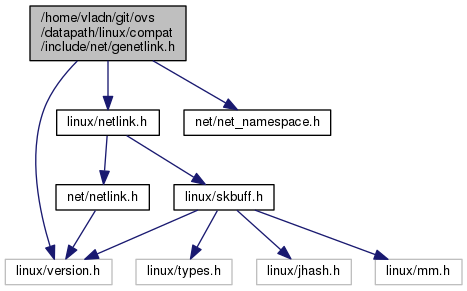 /home/vladn/git/ovs
/datapath/linux/compat
/include/net/genetlink.h
linux/netlink.h
net/net_namespace.h
net/netlink.h
linux/skbuff.h
linux/version.h
linux/types.h
linux/jhash.h
linux/mm.h